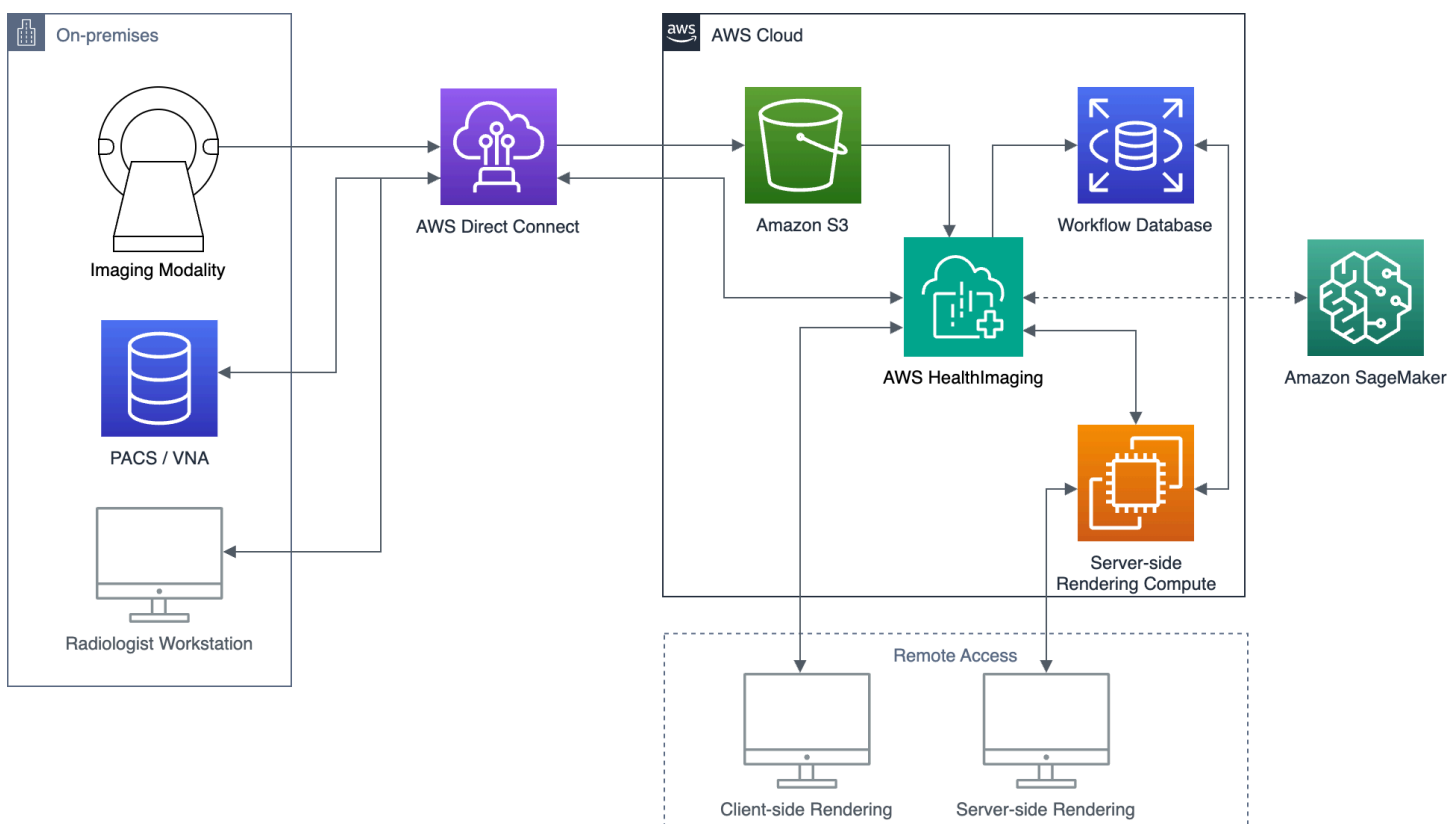 On-premises
aws
AWS Cloud
AWS Direct Connect
Amazon S3
Workflow Database
Imaging Modality
AWS HealthImaging
Amazon SageMaker
PACS / VNA
Server-side
Rendering Compute
Radiologist Workstation
Remote Access
Client-side Rendering
Server-side Rendering